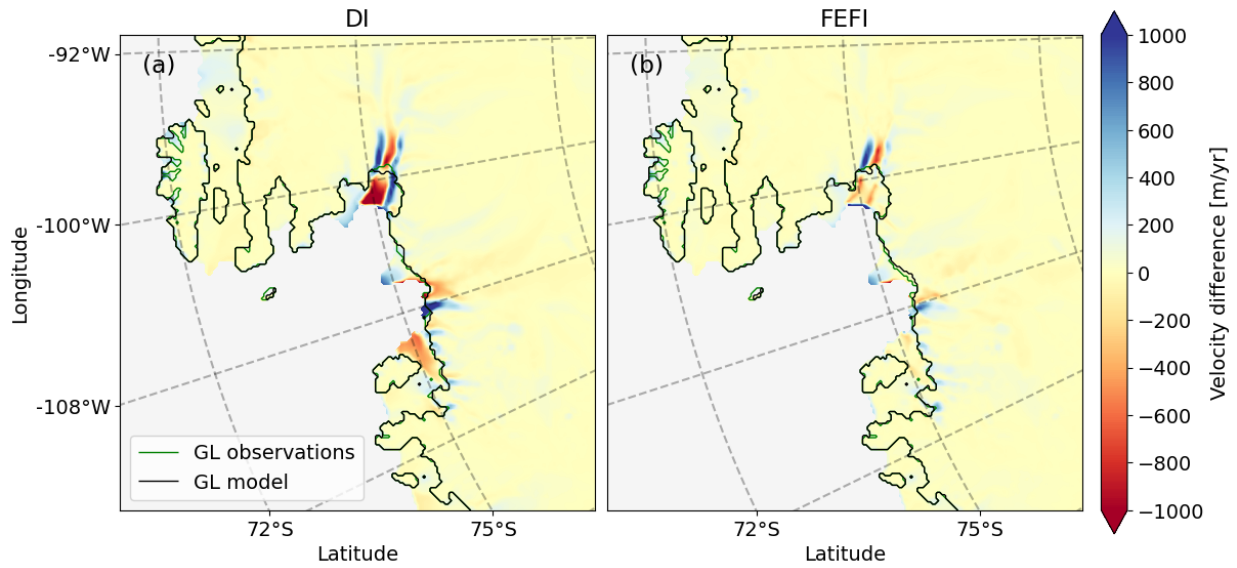 DI
FEFI
(a)
(b)
-92°W
-100°W
-108°W
Longitude
GL observations
GL model
72°S
75°S
Latitude
72°S
75°S
Latitude
1000
800
600
400
200
0
−200
−400
−600
−800
−1000
Velocity difference [m/yr]